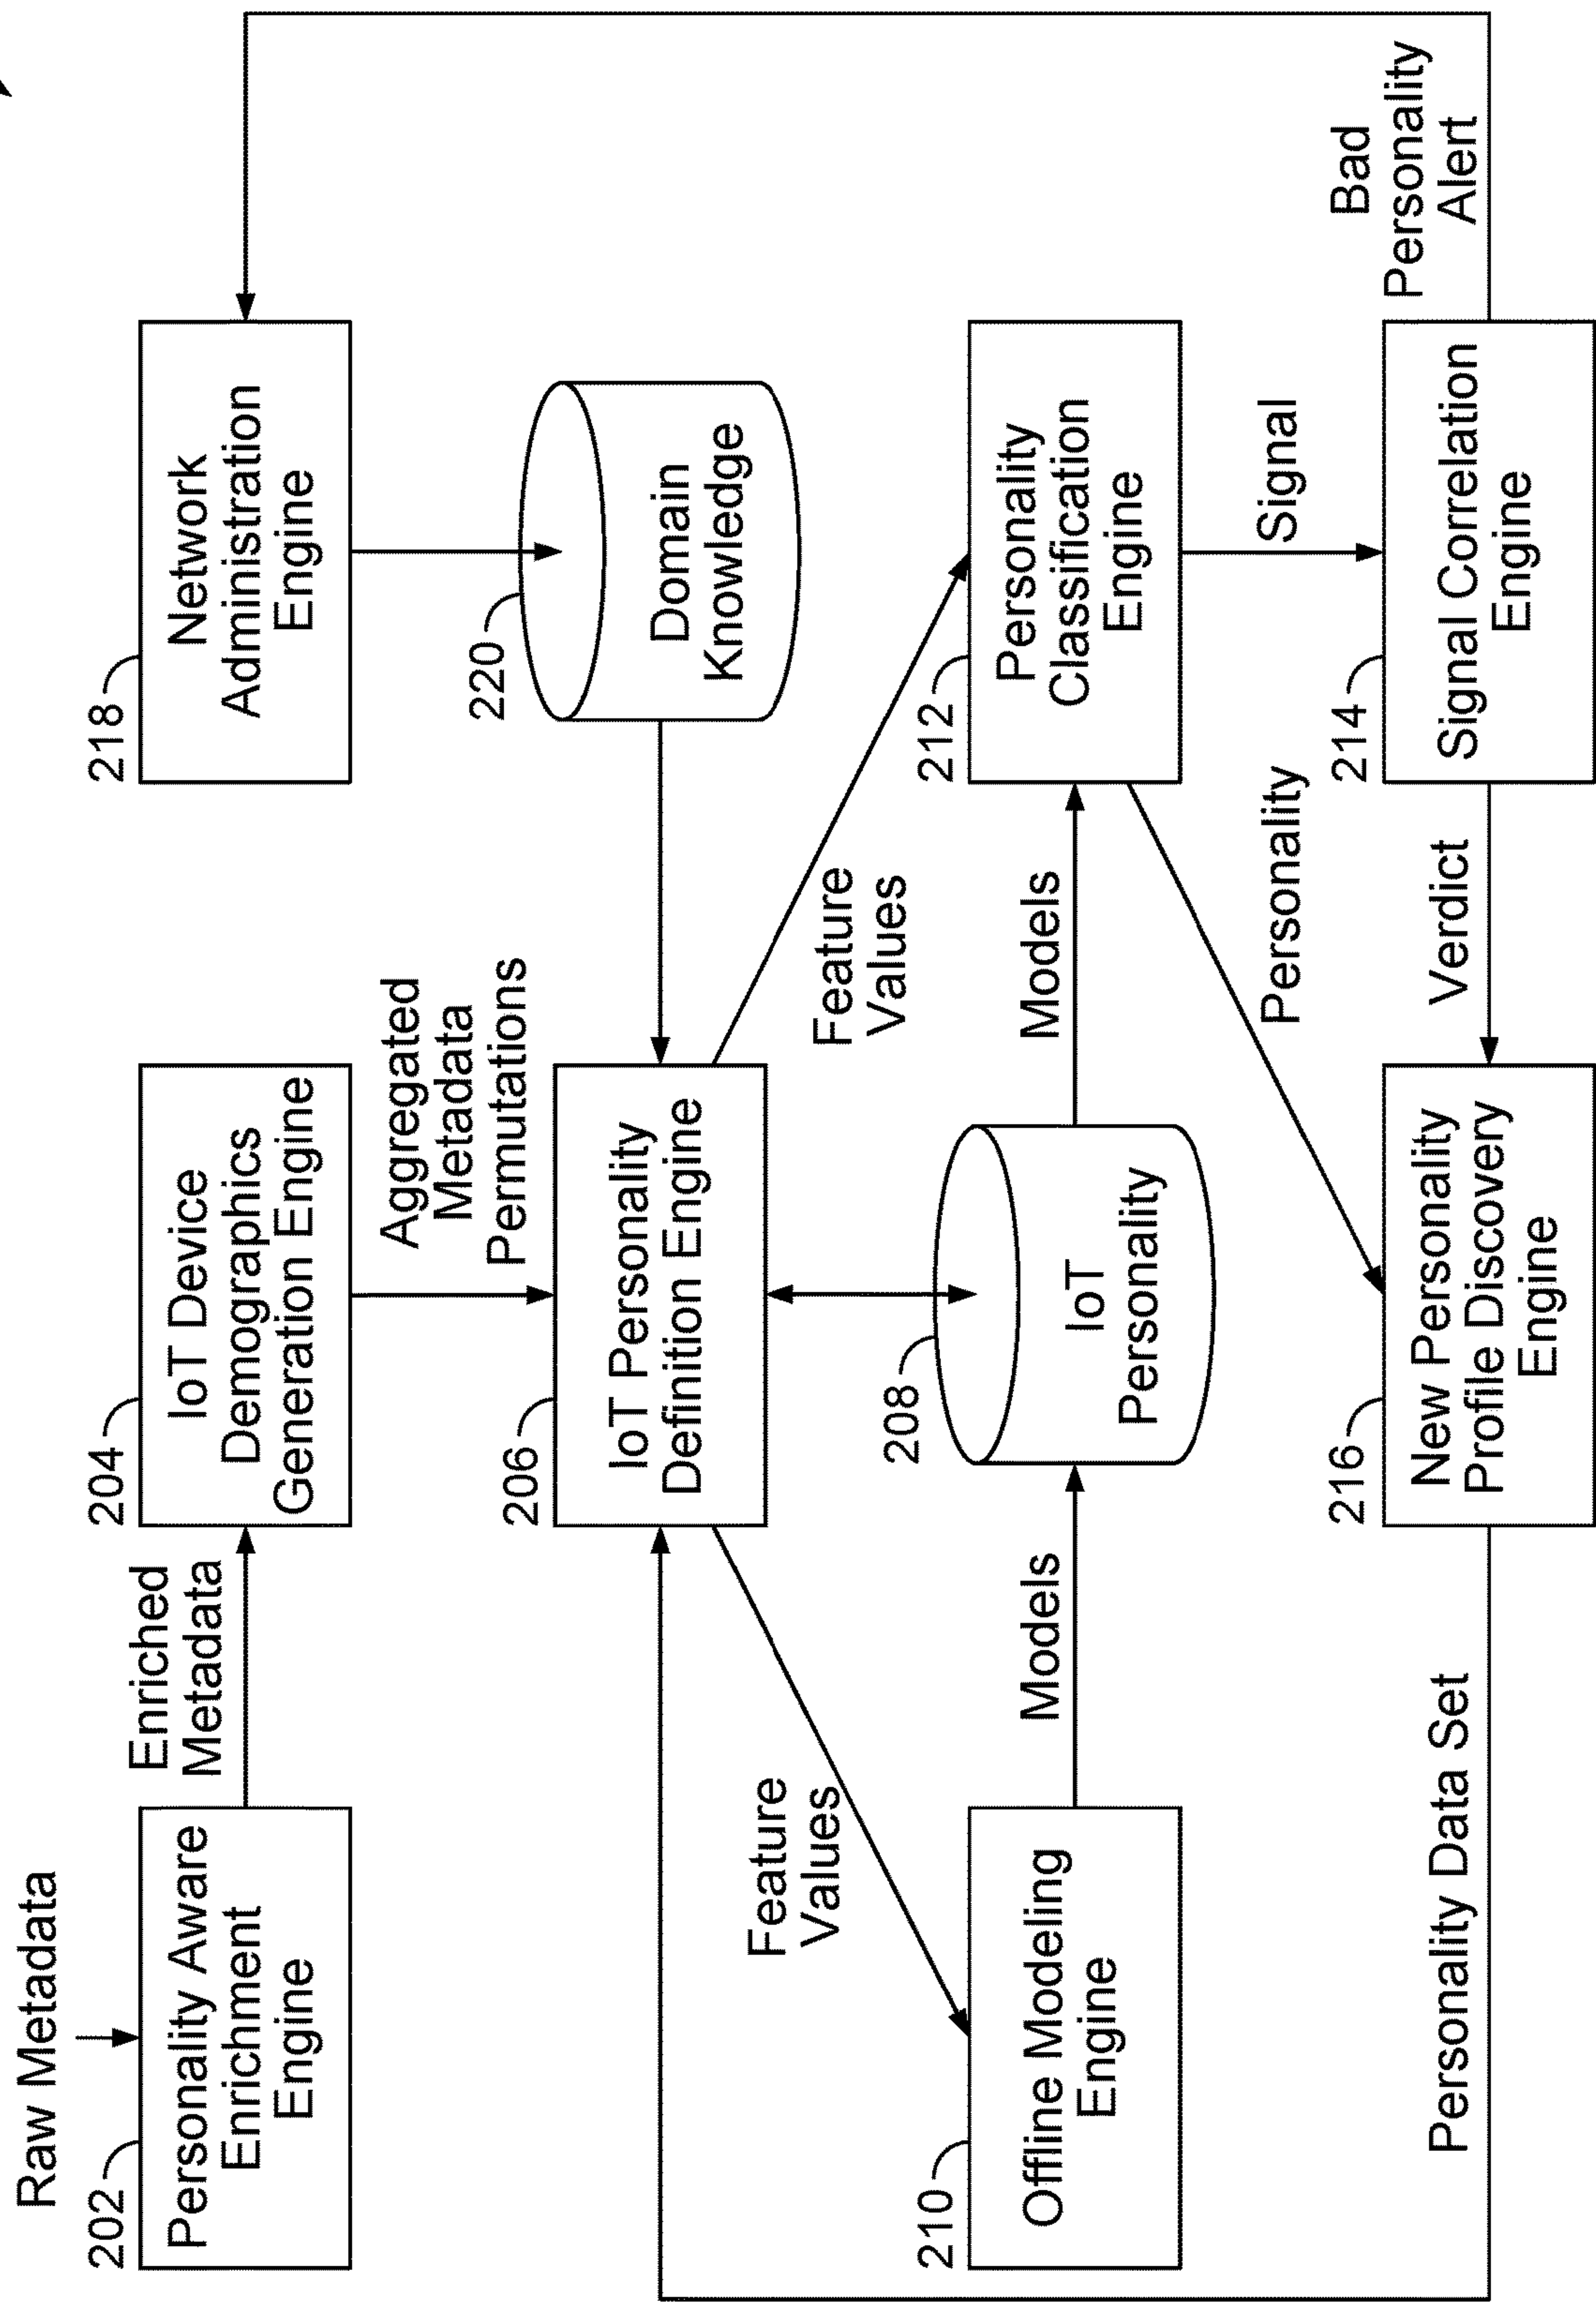 Raw Metadata
202
Personality Aware
Enrichment
Engine
Enriched
Metadata
204
IoT Device
Demographics
Generation Engine
218
Network
Administration
Engine
Aggregated
Metadata
Permutations
220
Domain
Knowledge
206
IoT Personality
Definition Engine
Feature
Values
Feature
Values
210
Offline Modeling
Engine
Models
208
IoT
Personality
Models
212
Personality
Classification
Engine
Personality
Signal
Personality Data Set
216
New Personality
Profile Discovery
Engine
Verdict
214
Signal Correlation
Engine
Bad
Personality
Alert